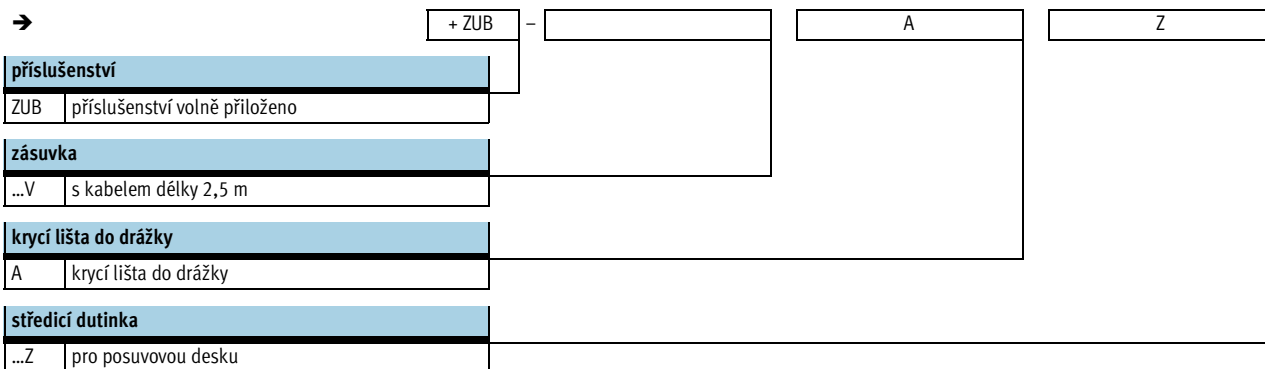 ➔ + ZUB – A Z
příslušenství
ZUB příslušenství volně přiloženo
zásuvka
...V s kabelem délky 2,5 m
krycí lišta do drážky
A krycí lišta do drážky
středicí dutinka
...Z pro posuvovou desku